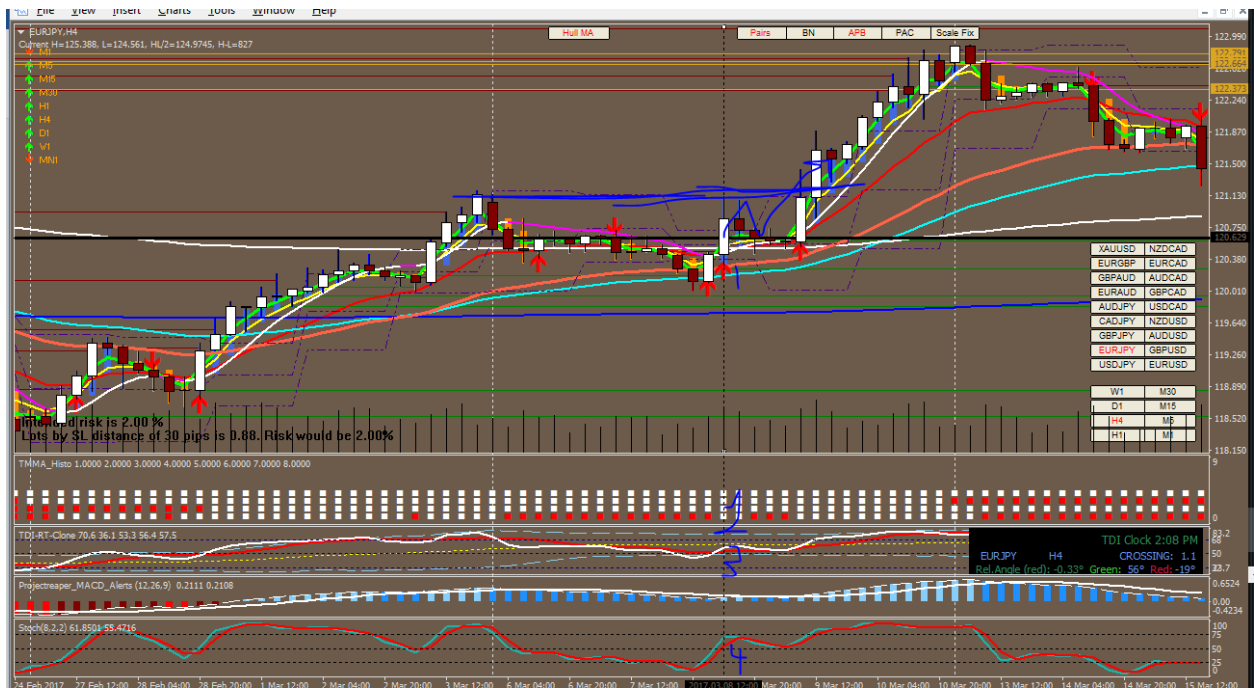 File View Insert Charts Tools Window Help
EURJPY,H4
Current H=125.388, L=124.561, HL/2=124.9745, H-L=827
Hull MA Pairs BN APB PAC Scale Fix
M1
M5
M15
M30
H1
H4
D1
MN1
122.990
122.791
122.664
122.373
122.240
121.870
121.500
121.130
120.750
120.629
120.380
120.010
119.640
119.260
118.890
118.520
118.150
XAUUSD NZDCAD
EURGBP EURCAD
GBPAUD AUDCAD
EURAUD GBPCAD
AUDJPY USDCAD
CADJPY NZDUSD
GBPJPY AUDUSD
EURJPY GBPUSD
USDJPY EURUSD
W1 M30
D1 M15
H4 M5
H1 M1
Intended risk is 2.00 %
Lots by SL distance of 30 pips is 0.88. Risk would be 2.00%
TMMA_Histo 1.0000 2.0000 3.0000 4.0000 5.0000 6.0000 7.0000 8.0000
9
0
TDI-RT-Clone 70.6 36.1 53.3 56.4 57.5
TDI Clock 2:08 PM
EURJPY H4 CROSSING: 1.1
Rel.Angle (red): -0.33° Green: 56° Red: -19°
50
Projectreaper_MACD_Alerts (12,26,9) 0.2111 0.2108
0.6524
0.00
-0.4234
Stoch(8,2,2) 61.8501 55.4716
100
75
50
25
0
4
24 Feb 2017 27 Feb 12:00 28 Feb 04:00 28 Feb 20:00 1 Mar 12:00 2 Mar 04:00 2 Mar 20:00 3 Mar 12:00 6 Mar 04:00 6 Mar 20:00 7 Mar 12:00 2017.03.08 12:00 Mar 20:00 9 Mar 12:00 10 Mar 04:00 10 Mar 20:00 13 Mar 12:00 14 Mar 04:00 14 Mar 20:00 15 Mar 12:00